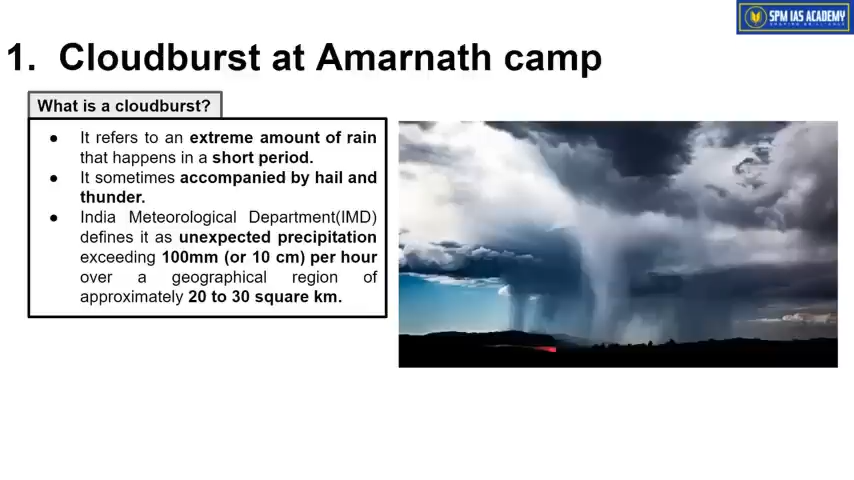 SPM IAS ACADEMY
SHAPING BRILLIANCE
1. Cloudburst at Amarnath camp
What is a cloudburst?
● It refers to an extreme amount of rain
that happens in a short period.
● It sometimes accompanied by hail and
thunder.
● India Meteorological Department(IMD)
defines it as unexpected precipitation
exceeding 100mm (or 10 cm) per hour
over a geographical region of
approximately 20 to 30 square km.